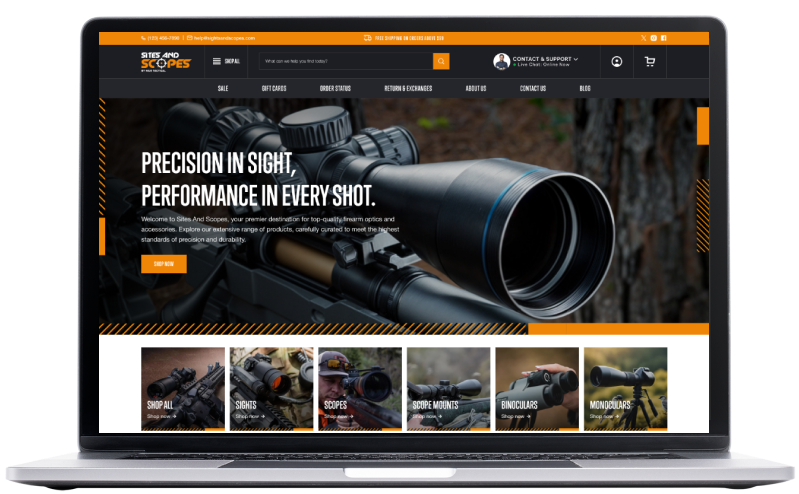 help@sightsandscopes.com
FREE SHIPPING ON ORDERS ABOVE
SITES AND
SCOPES
SHOP ALL
What can we help you find today?
CONTACT & SUPPORT
Live Chat: Online Now
SALE
GIFT CARDS
ORDER STATUS
RETURN & EXCHANGES
ABOUT US
CONTACT US
BLOG
PRECISION IN SIGHT,
PERFORMANCE IN EVERY SHOT.
Welcome to Sites And Scopes, your premier destination for top-quality firearm optics and
accessories. Explore our extensive range of products, carefully curated to meet the highest
standards of precision and durability.
SHOP NOW
SHOP ALL
Shop now →
SIGHTS
Shop now →
SCOPES
Shop now →
SCOPE MOUNTS
Shop now →
BINOCULARS
Shop now →
MONOCULARS
Shop now →